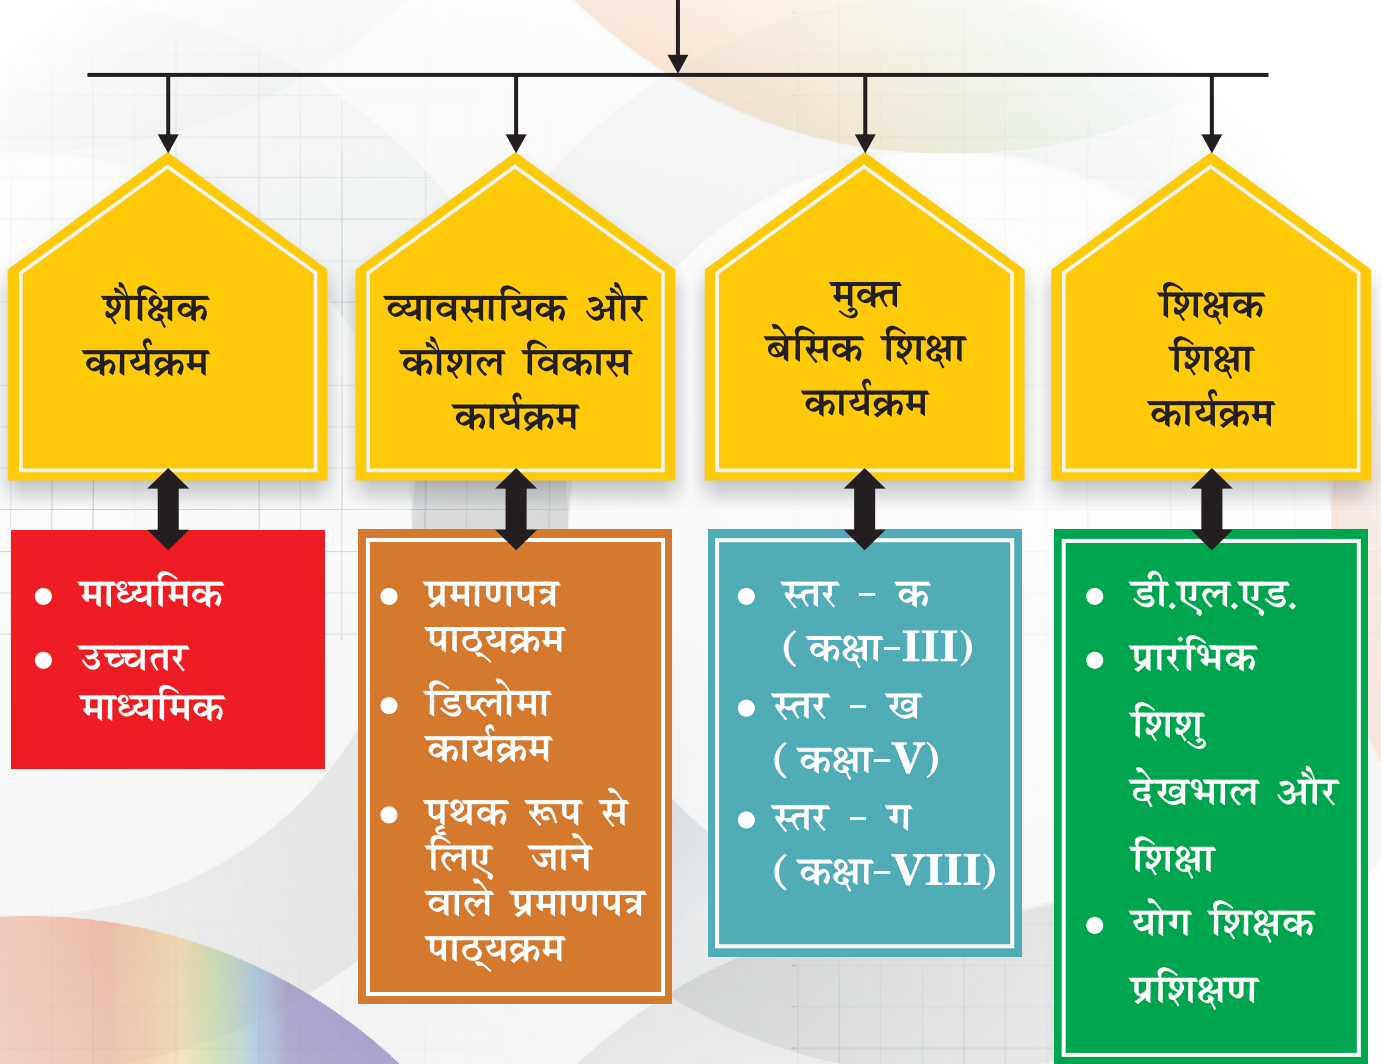 शैक्षिक
कार्यक्रम
व्यावसायिक और
कौशल विकास
कार्यक्रम
मुक्त
बेसिक शिक्षा
कार्यक्रम
शिक्षक
शिक्षा
कार्यक्रम
• माध्यमिक
• उच्चतर
माध्यमिक
• प्रमाणपत्र
पाठ्यक्रम
• डिप्लोमा
कार्यक्रम
• पृथक रूप से
लिए जाने
वाले प्रमाणपत्र
पाठ्यक्रम
• स्तर - क
( कक्षा-III)
• स्तर - ख
( कक्षा-V)
• स्तर - ग
( कक्षा-VIII)
• डी.एल.एड.
• प्रारंभिक
शिशु
देखभाल और
शिक्षा
• योग शिक्षक
प्रशिक्षण